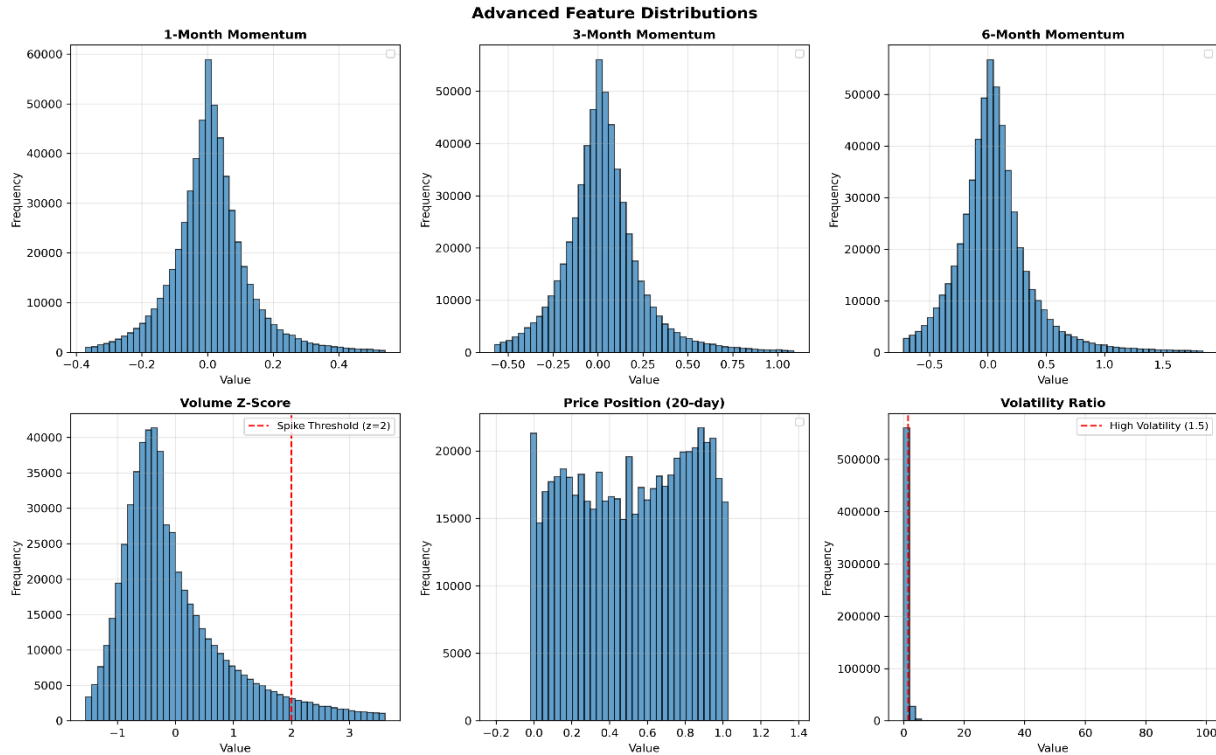 Advanced Feature Distributions
1-Month Momentum
60000
50000
40000
30000
20000
10000
0
Frequency
−0.4 −0.2 0.0 0.2 0.4
Value
3-Month Momentum
50000
40000
30000
20000
10000
0
Frequency
−0.50 −0.25 0.00 0.25 0.50 0.75 1.00
Value
6-Month Momentum
50000
40000
30000
20000
10000
0
Frequency
−0.5 0.0 0.5 1.0 1.5
Value
Volume Z-Score
Spike Threshold (z=2)
40000
35000
30000
25000
20000
15000
10000
5000
0
Frequency
−1 0 1 2 3
Value
Price Position (20-day)
20000
15000
10000
5000
0
Frequency
−0.2 0.0 0.2 0.4 0.6 0.8 1.0 1.2 1.4
Value
Volatility Ratio
High Volatility (1.5)
500000
400000
300000
200000
100000
0
Frequency
0 20 40 60 80 100
Value